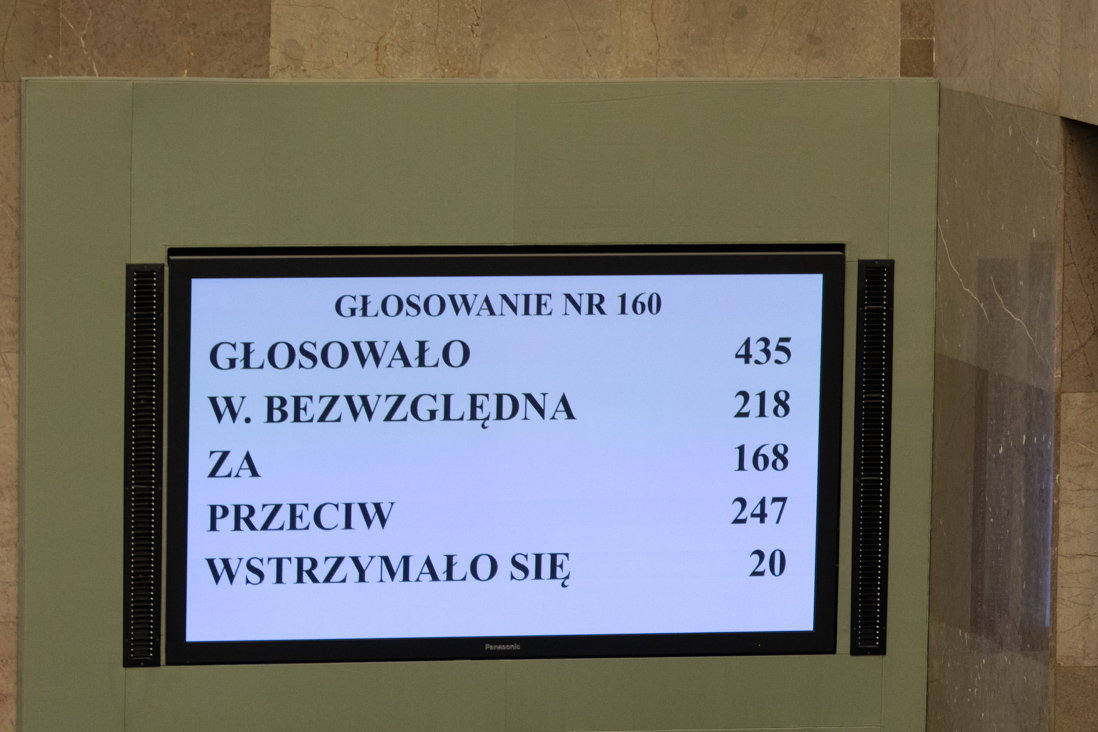 GŁOSOWANIE NR 160
GŁOSOWAŁO 435
W. BEZWZGLĘDNA 218
ZA 168
PRZECIW 247
WSTRZYMAŁO SIĘ 20
Panasonic